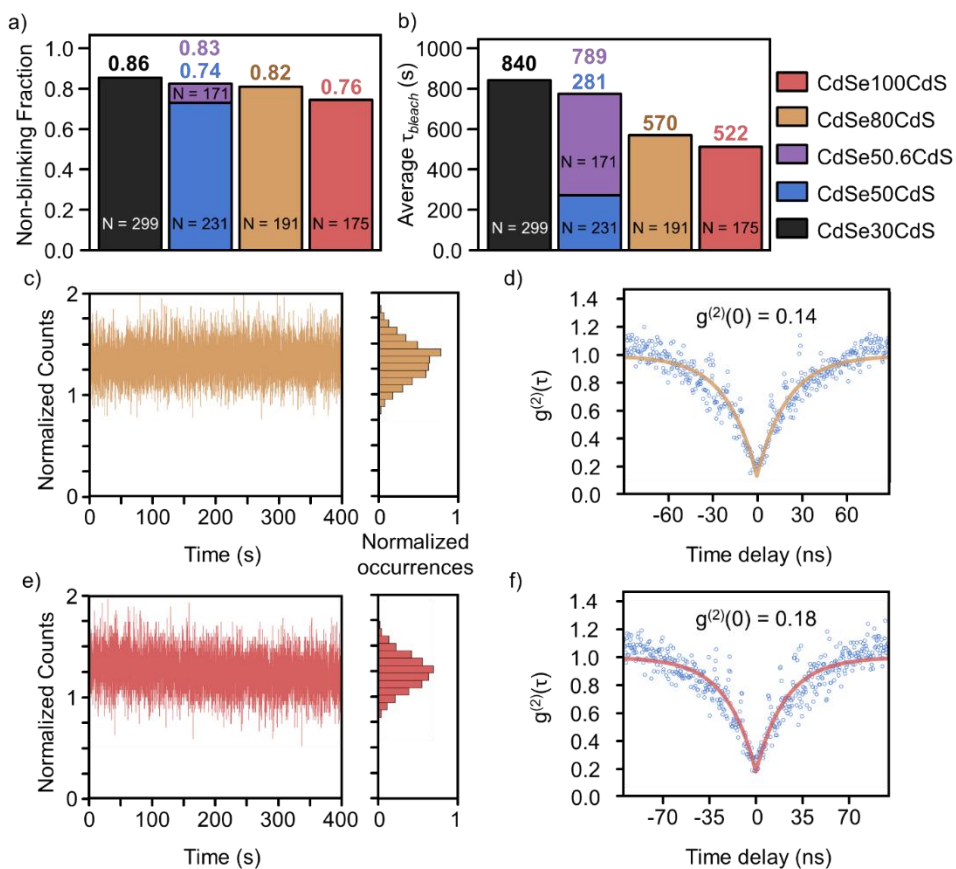 a)
Non-blinking Fraction
1.0
0.8
0.6
0.4
0.2
0.0
0.86
0.83
0.74
0.82
0.76
N = 171
N = 299
N = 231
N = 191
N = 175
b)
Average τbleach (s)
1000
800
600
400
200
0
840
789
281
570
522
N = 171
N = 299
N = 231
N = 191
N = 175
CdSe100CdS
CdSe80CdS
CdSe50.6CdS
CdSe50CdS
CdSe30CdS
c)
Normalized Counts
2
1
0
0 100 200 300 400
Time (s)
0 1
Normalized
occurrences
d)
g(2)(τ)
1.4
1.2
1.0
0.8
0.6
0.4
0.2
0.0
g(2)(0) = 0.14
-60 -30 0 30 60
Time delay (ns)
e)
Normalized Counts
2
1
0
0 100 200 300 400
Time (s)
0 1
f)
g(2)(τ)
1.4
1.2
1.0
0.8
0.6
0.4
0.2
0.0
g(2)(0) = 0.18
-70 -35 0 35 70
Time delay (ns)